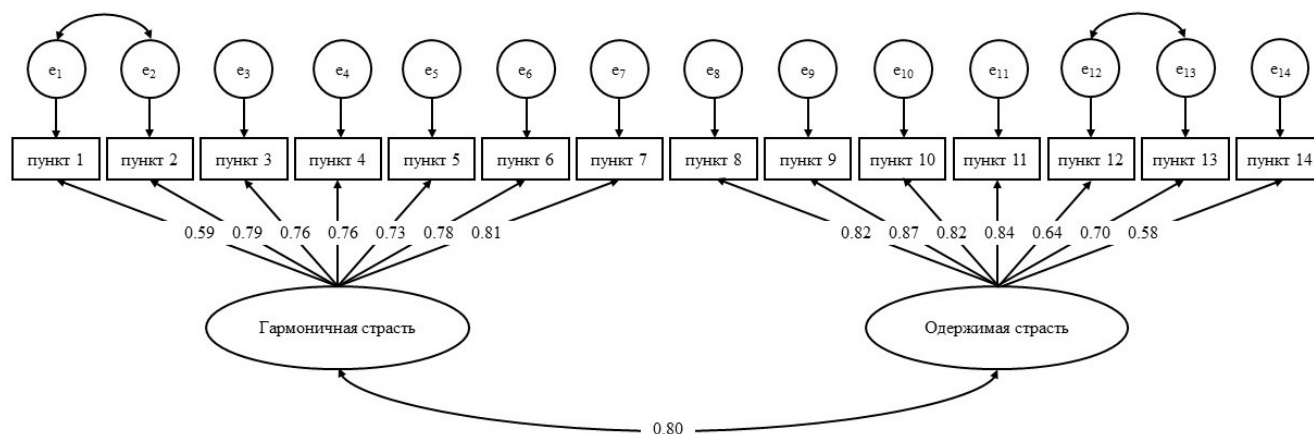 e1 e2 e3 e4 e5 e6 e7 e8 e9 e10 e11 e12 e13 e14
пункт 1 пункт 2 пункт 3 пункт 4 пункт 5 пункт 6 пункт 7 пункт 8 пункт 9 пункт 10 пункт 11 пункт 12 пункт 13 пункт 14
0.59 0.79 0.76 0.76 0.73 0.78 0.81 0.82 0.87 0.82 0.84 0.64 0.70 0.58
Гармоничная страсть Одержимая страсть
0.80